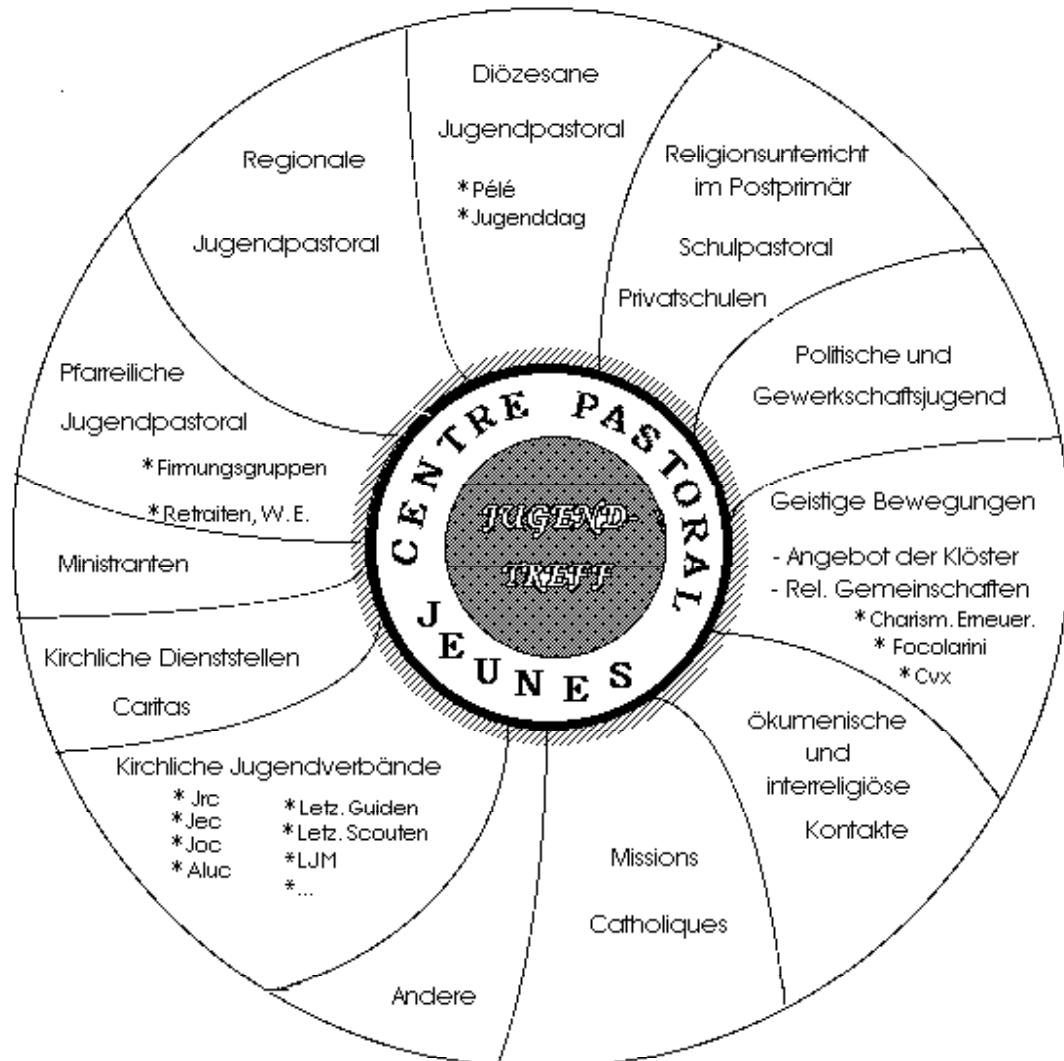 Diözesane
Jugendpastoral
*Pélé
*Jugenddag
Religionsunterricht
im Postprimär
Schulpastoral
Privatschulen
Politische und
Gewerkschaftsjugend
Geistige Bewegungen
- Angebot der Klöster
- Rel. Gemeinschaften
* Charism. Erneuer.
* Focolarini
* Cvx
ökumenische
und
interreligiöse
Kontakte
Missions
Catholiques
Andere
Kirchliche Jugendverbände
* Jrc
* Jec
* Joc
* Aluc
*Letz. Guiden
*Letz. Scouten
*LJM
*...
Kirchliche Dienststellen
Caritas
Ministranten
Pfarreiliche
Jugendpastoral
*Firmungsgruppen
*Retraiten, W.E.
Regionale
Jugendpastoral
CENTRE PASTORAL
JEUNES
JUGEND-
TREFF